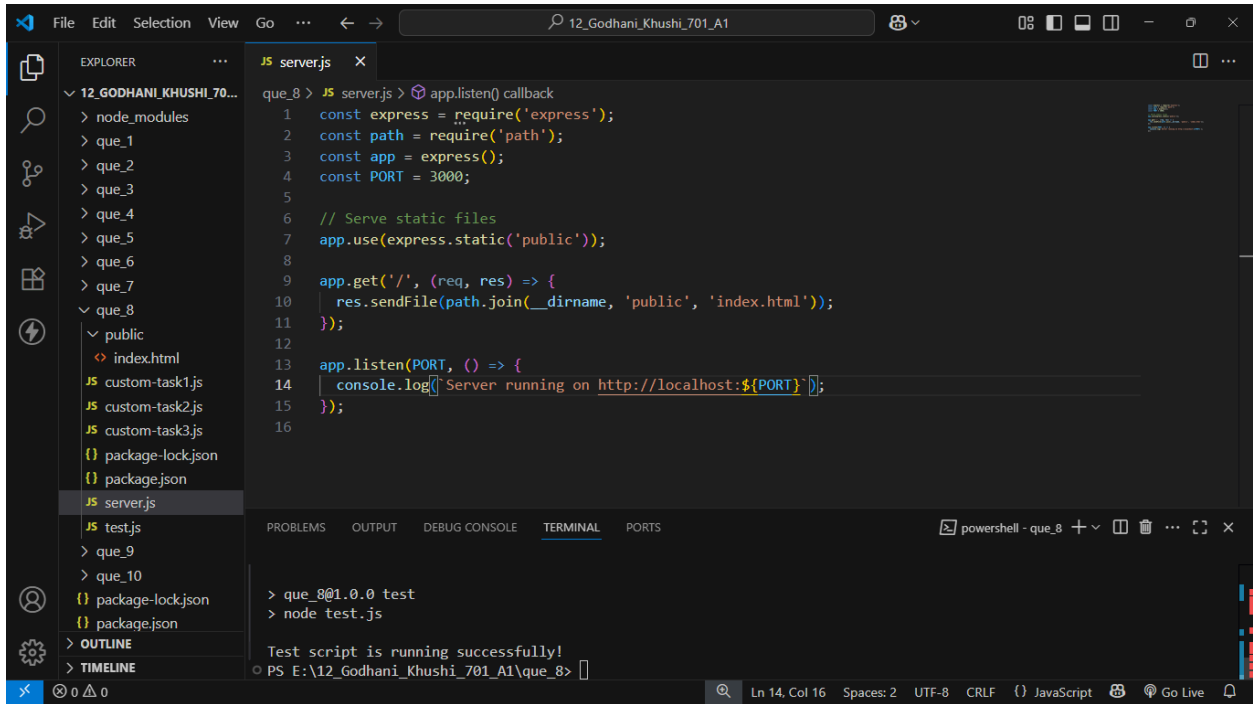 File Edit Selection View Go ··· 12_Godhani_Khushi_701_A1
EXPLORER ···
12_GODHANI_KHUSHI_70...
node_modules
que_1
que_2
que_3
que_4
que_5
que_6
que_7
que_8
public
<> index.html
JS custom-task1.js
JS custom-task2.js
JS custom-task3.js
{} package-lock.json
{} package.json
JS server.js
JS test.js
que_9
que_10
{} package-lock.json
{} package.json
OUTLINE
TIMELINE
JS server.js
que_8 > JS server.js > app.listen() callback
1 const express = require('express');
2 const path = require('path');
3 const app = express();
4 const PORT = 3000;
5
6 // Serve static files
7 app.use(express.static('public'));
8
9 app.get('/', (req, res) => {
10 res.sendFile(path.join(__dirname, 'public', 'index.html'));
11 });
12
13 app.listen(PORT, () => {
14 console.log(`Server running on http://localhost:${PORT}`);
15 });
16
PROBLEMS OUTPUT DEBUG CONSOLE TERMINAL PORTS powershell - que_8
> que_8@1.0.0 test
> node test.js
Test script is running successfully!
PS E:\12_Godhani_Khushi_701_A1\que_8>
0 0 Ln 14, Col 16 Spaces: 2 UTF-8 CRLF {} JavaScript Go Live